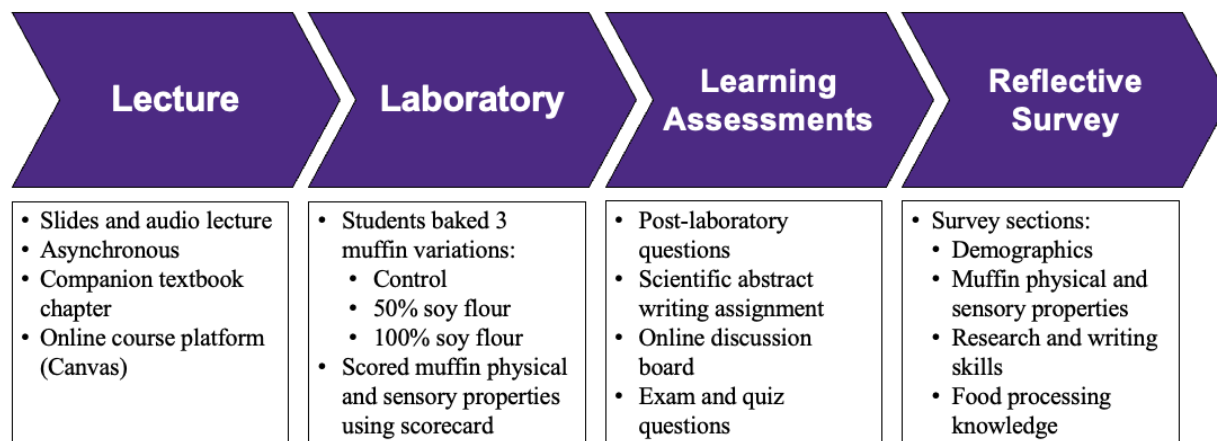 Lecture
• Slides and audio lecture
• Asynchronous
• Companion textbook
chapter
• Online course platform
(Canvas)
Laboratory
• Students baked 3
muffin variations:
• Control
• 50% soy flour
• 100% soy flour
• Scored muffin physical
and sensory properties
using scorecard
Learning
Assessments
• Post-laboratory
questions
• Scientific abstract
writing assignment
• Online discussion
board
• Exam and quiz
questions
Reflective
Survey
• Survey sections:
• Demographics
• Muffin physical and
sensory properties
• Research and writing
skills
• Food processing
knowledge